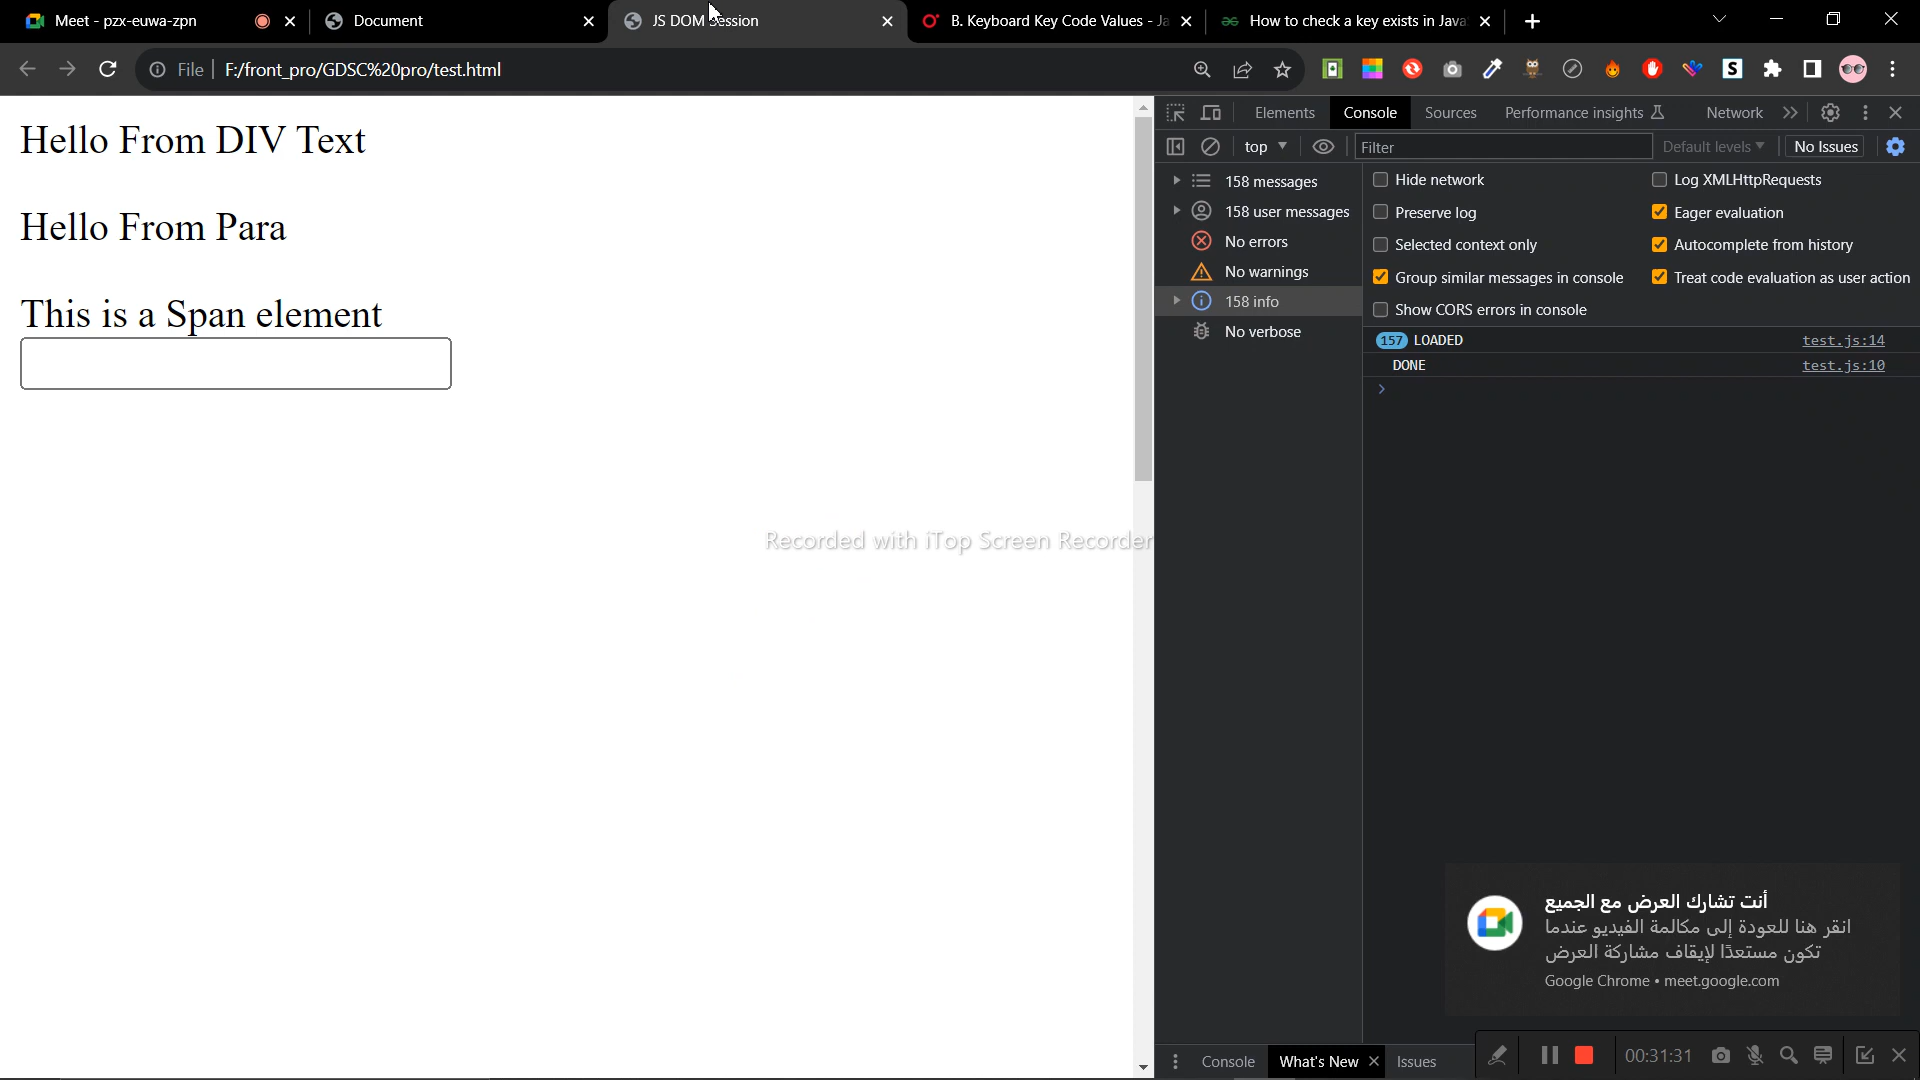 Meet - pzx-euwa-zpn
Document
JS DOM Session
B. Keyboard Key Code Values - Ja
How to check a key exists in Java
File
F:/front_pro/GDSC%20pro/test.html
Hello From DIV Text
Hello From Para
This is a Span element
Recorded with iTop Screen Recorder
Elements
Console
Sources
Performance insights
Network
top
Filter
Default levels
No Issues
158 messages
158 user messages
No errors
No warnings
158 info
No verbose
Hide network
Log XMLHttpRequests
Preserve log
Eager evaluation
Selected context only
Autocomplete from history
Group similar messages in console
Treat code evaluation as user action
Show CORS errors in console
157 LOADED test.js:14
DONE test.js:10
أنت تشارك العرض مع الجميع
انقر هنا للعودة إلى مكالمة الفيديو عندما
تكون مستعدًا لإيقاف مشاركة العرض
Google Chrome • meet.google.com
Console
What's New
Issues
00:31:31